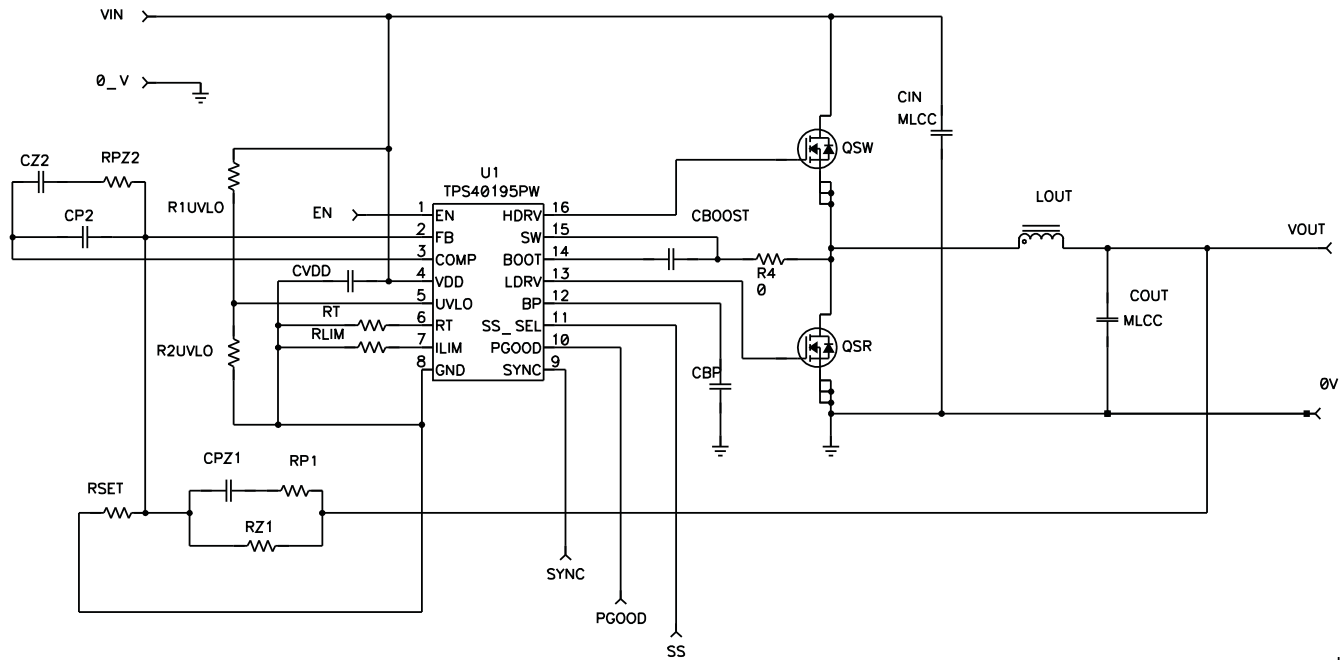 VIN
0_V
CIN
MLCC
QSW
CZ2
RPZ2
U1
TPS40195PW
R1UVLO
CP2
EN
1 EN HDRV 16
2 FB SW 15
3 COMP BOOT 14
4 VDD LDRV 13
5 UVLO BP 12
6 RT SS_SEL 11
7 ILIM PGOOD 10
8 GND SYNC 9
CBOOST
LOUT
VOUT
CVDD
R4
0
COUT
MLCC
RT
RLIM
R2UVLO
QSR
CBP
0V
CPZ1
RP1
RSET
RZ1
SYNC
PGOOD
SS